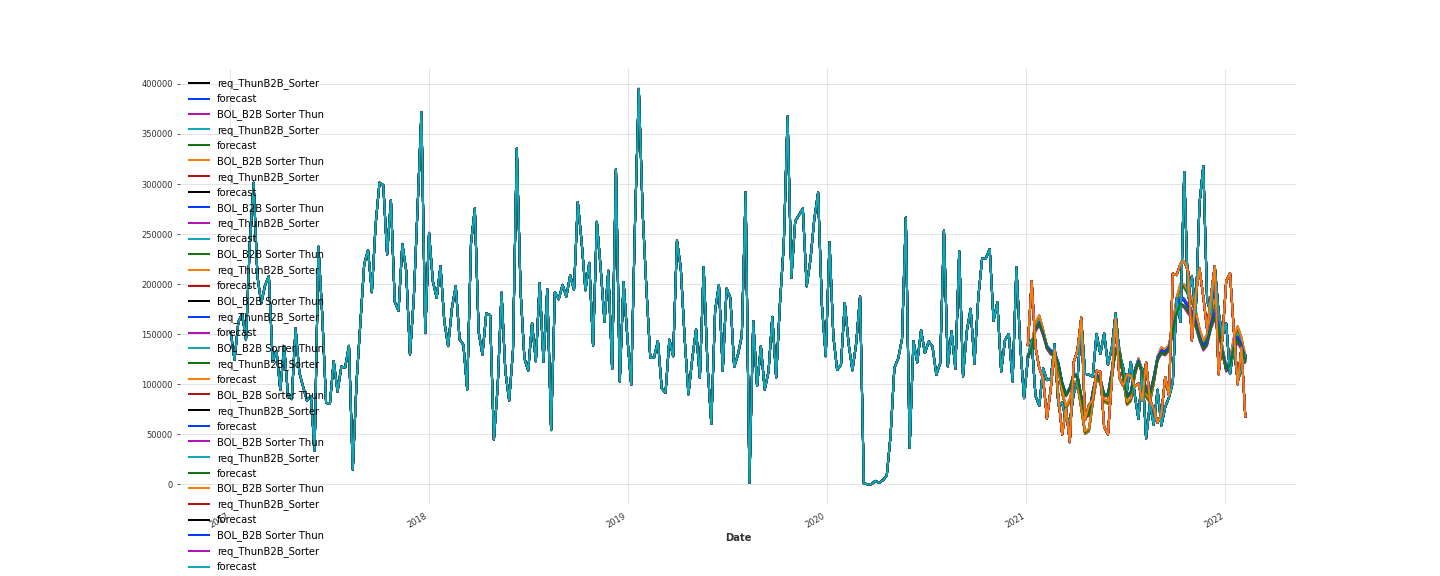 400000
350000
300000
250000
200000
150000
100000
50000
0
req_ThunB2B_Sorter
forecast
BOL_B2B Sorter Thun
req_ThunB2B_Sorter
forecast
BOL_B2B Sorter Thun
req_ThunB2B_Sorter
forecast
BOL_B2B Sorter Thun
req_ThunB2B_Sorter
forecast
BOL_B2B Sorter Thun
req_ThunB2B_Sorter
forecast
BOL_B2B Sorter Thun
req_ThunB2B_Sorter
forecast
BOL_B2B Sorter Thun
req_ThunB2B_Sorter
forecast
BOL_B2B Sorter Thun
req_ThunB2B_Sorter
forecast
BOL_B2B Sorter Thun
req_ThunB2B_Sorter
forecast
BOL_B2B Sorter Thun
req_ThunB2B_Sorter
forecast
BOL_B2B Sorter Thun
req_ThunB2B_Sorter
forecast
2017 2018 2019 2020 2021 2022
Date